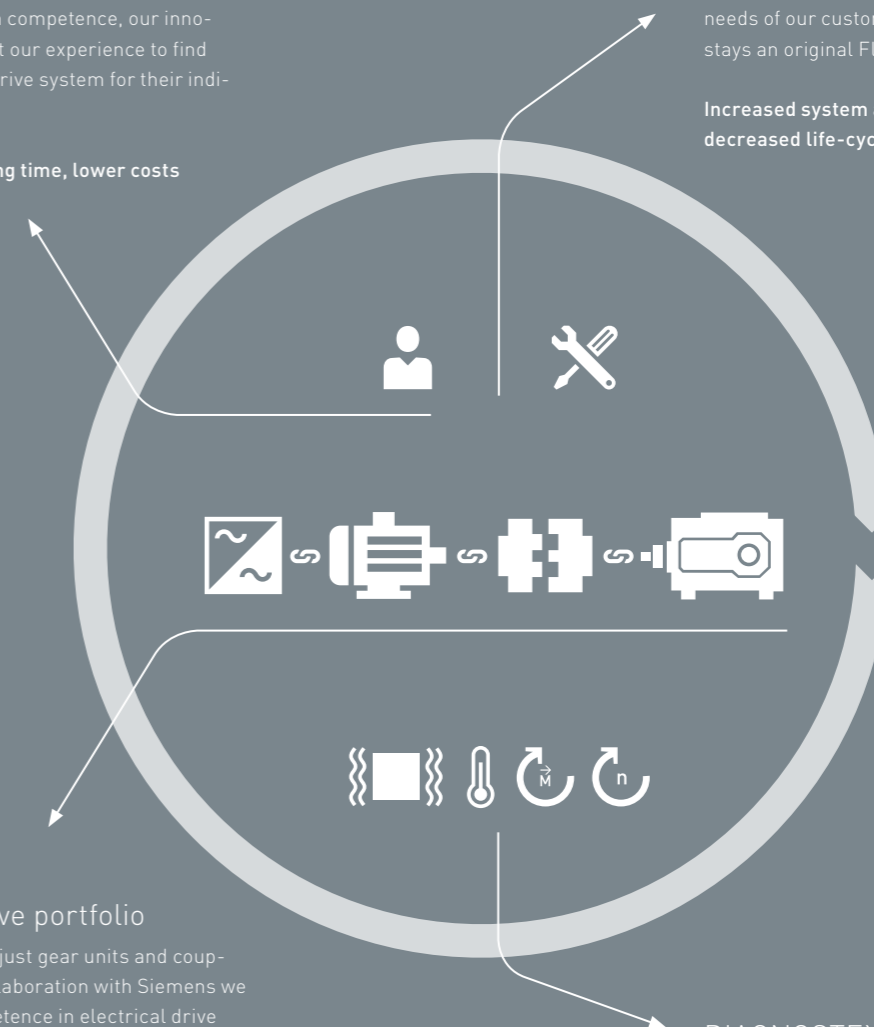 competence, our inno-
t our experience to find
rive system for their indi-
ng time, lower costs
needs of our custo
stays an original Fl
Increased system
decreased life-cyc
M
n
ve portfolio
just gear units and coup-
laboration with Siemens we
etence in electrical drive